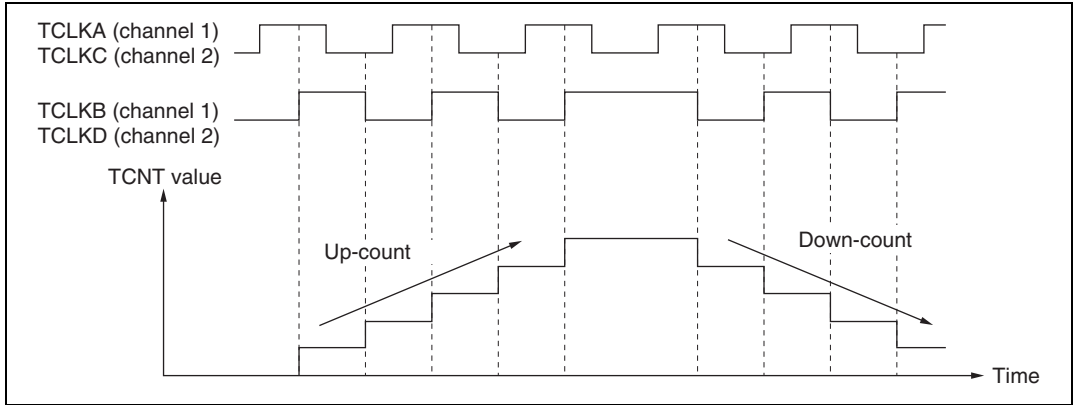 TCLKA (channel 1)
TCLKC (channel 2)
TCLKB (channel 1)
TCLKD (channel 2)
TCNT value
Up-count
Down-count
Time